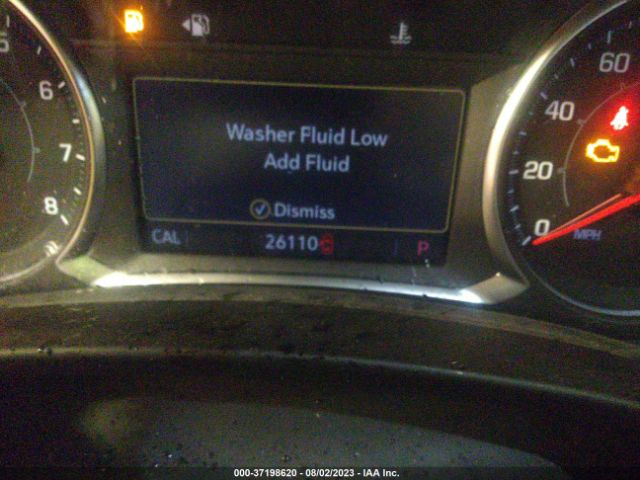 5
6
7
8
Washer Fluid Low
Add Fluid
Dismiss
CAL
26110
P
60
40
20
0
MPH
000-37198620 - 08/02/2023 - IAA Inc.